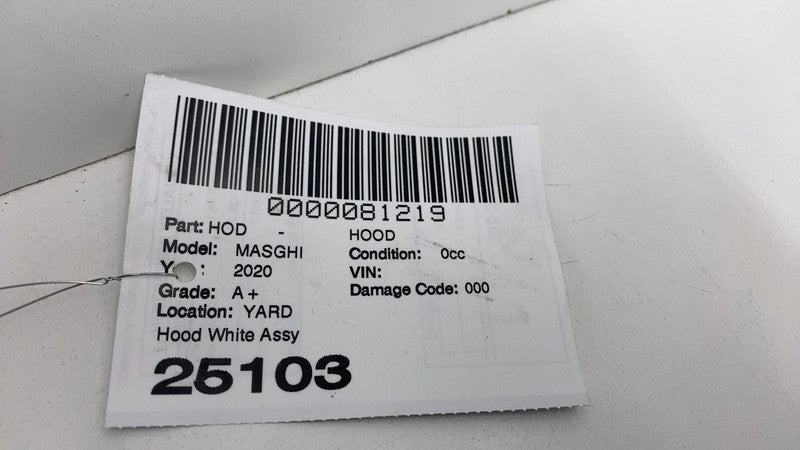 0000081219
Part: HOD - HOOD
Model: MASGHI Condition: 0cc
Y : 2020 VIN:
Grade: A+ Damage Code: 000
Location: YARD
Hood White Assy
25103